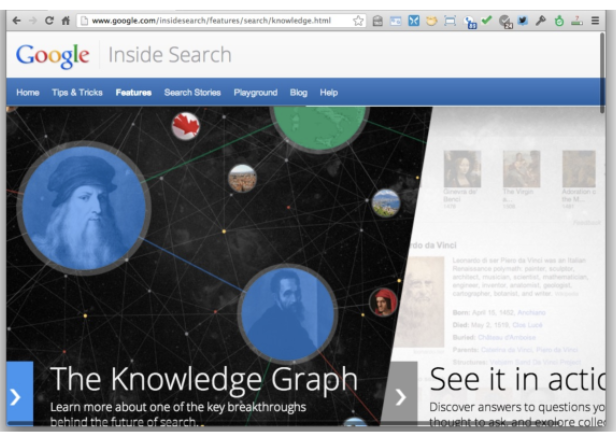 www.google.com/insidesearch/features/search/knowledge.html
Google Inside Search
Home Tips & Tricks Features Search Stories Playground Blog Help
Ginevra de Benci
The Virgin a...
Adoration o the M...
Feedback
do da Vinci
Leonardo di ser Piero da Vinci was an Italian
Renaissance polymath: painter, sculptor,
architect, musician, scientist, mathematician,
engineer, inventor, anatomist, geologist,
cartographer, botanist, and writer.
Born: April 15, 1452, Anchiano
Died: May 2, 1519, Clos Lucé
Buried: Château d'Amboise
Parents: Caterina da Vinci, Piero da Vinci
The Knowledge Graph
Learn more about one of the key breakthroughs
behind the future of search...
See it in actic
Discover answers to questions yo
thought to ask, and explore colle